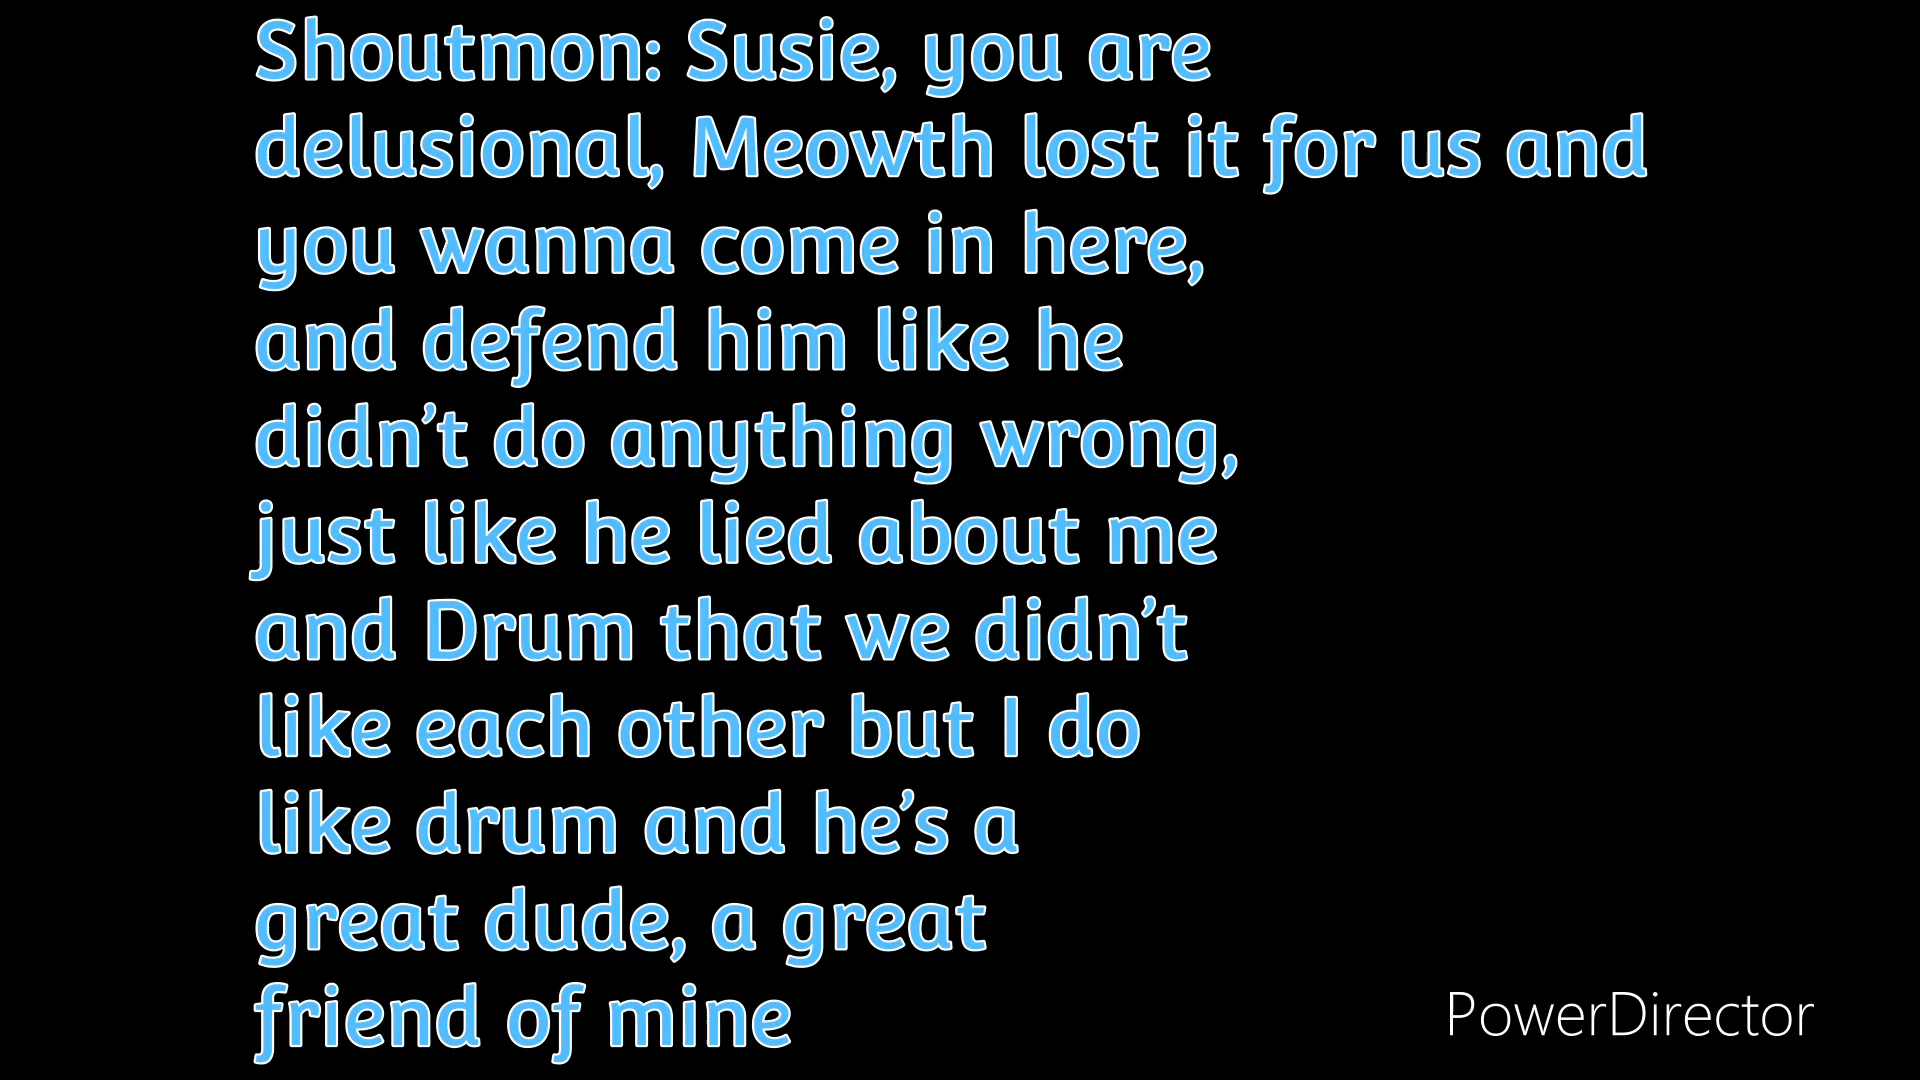 Shoutmon: Susie, you are
delusional, Meowth lost it for us and
you wanna come in here,
and defend him like he
didn’t do anything wrong,
just like he lied about me
and Drum that we didn’t
like each other but I do
like drum and he’s a
great dude, a great
friend of mine
PowerDirector